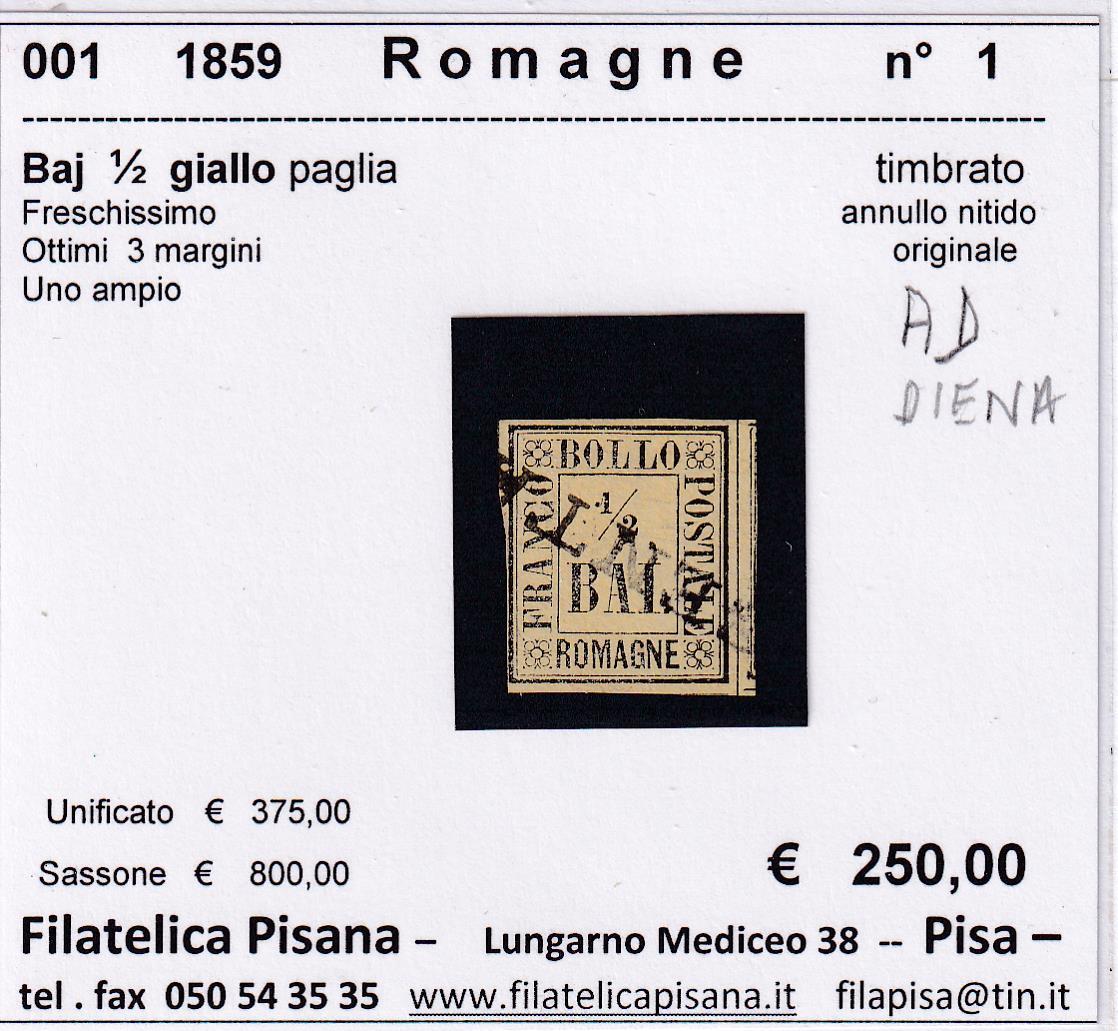 001 1859 Romagne n° 1
--------------------------------------------------------------------------
Baj ½ giallo paglia timbrato
Freschissimo annullo nitido
Ottimi 3 margini originale
Uno ampio
AD
DIENA
BOLLO
FRANCO
POSTALE
1/2
BAI.
ROMAGNE
Unificato € 375,00
Sassone € 800,00
€ 250,00
Filatelica Pisana – Lungarno Mediceo 38 -- Pisa –
tel . fax 050 54 35 35 www.filatelicapisana.it filapisa@tin.it